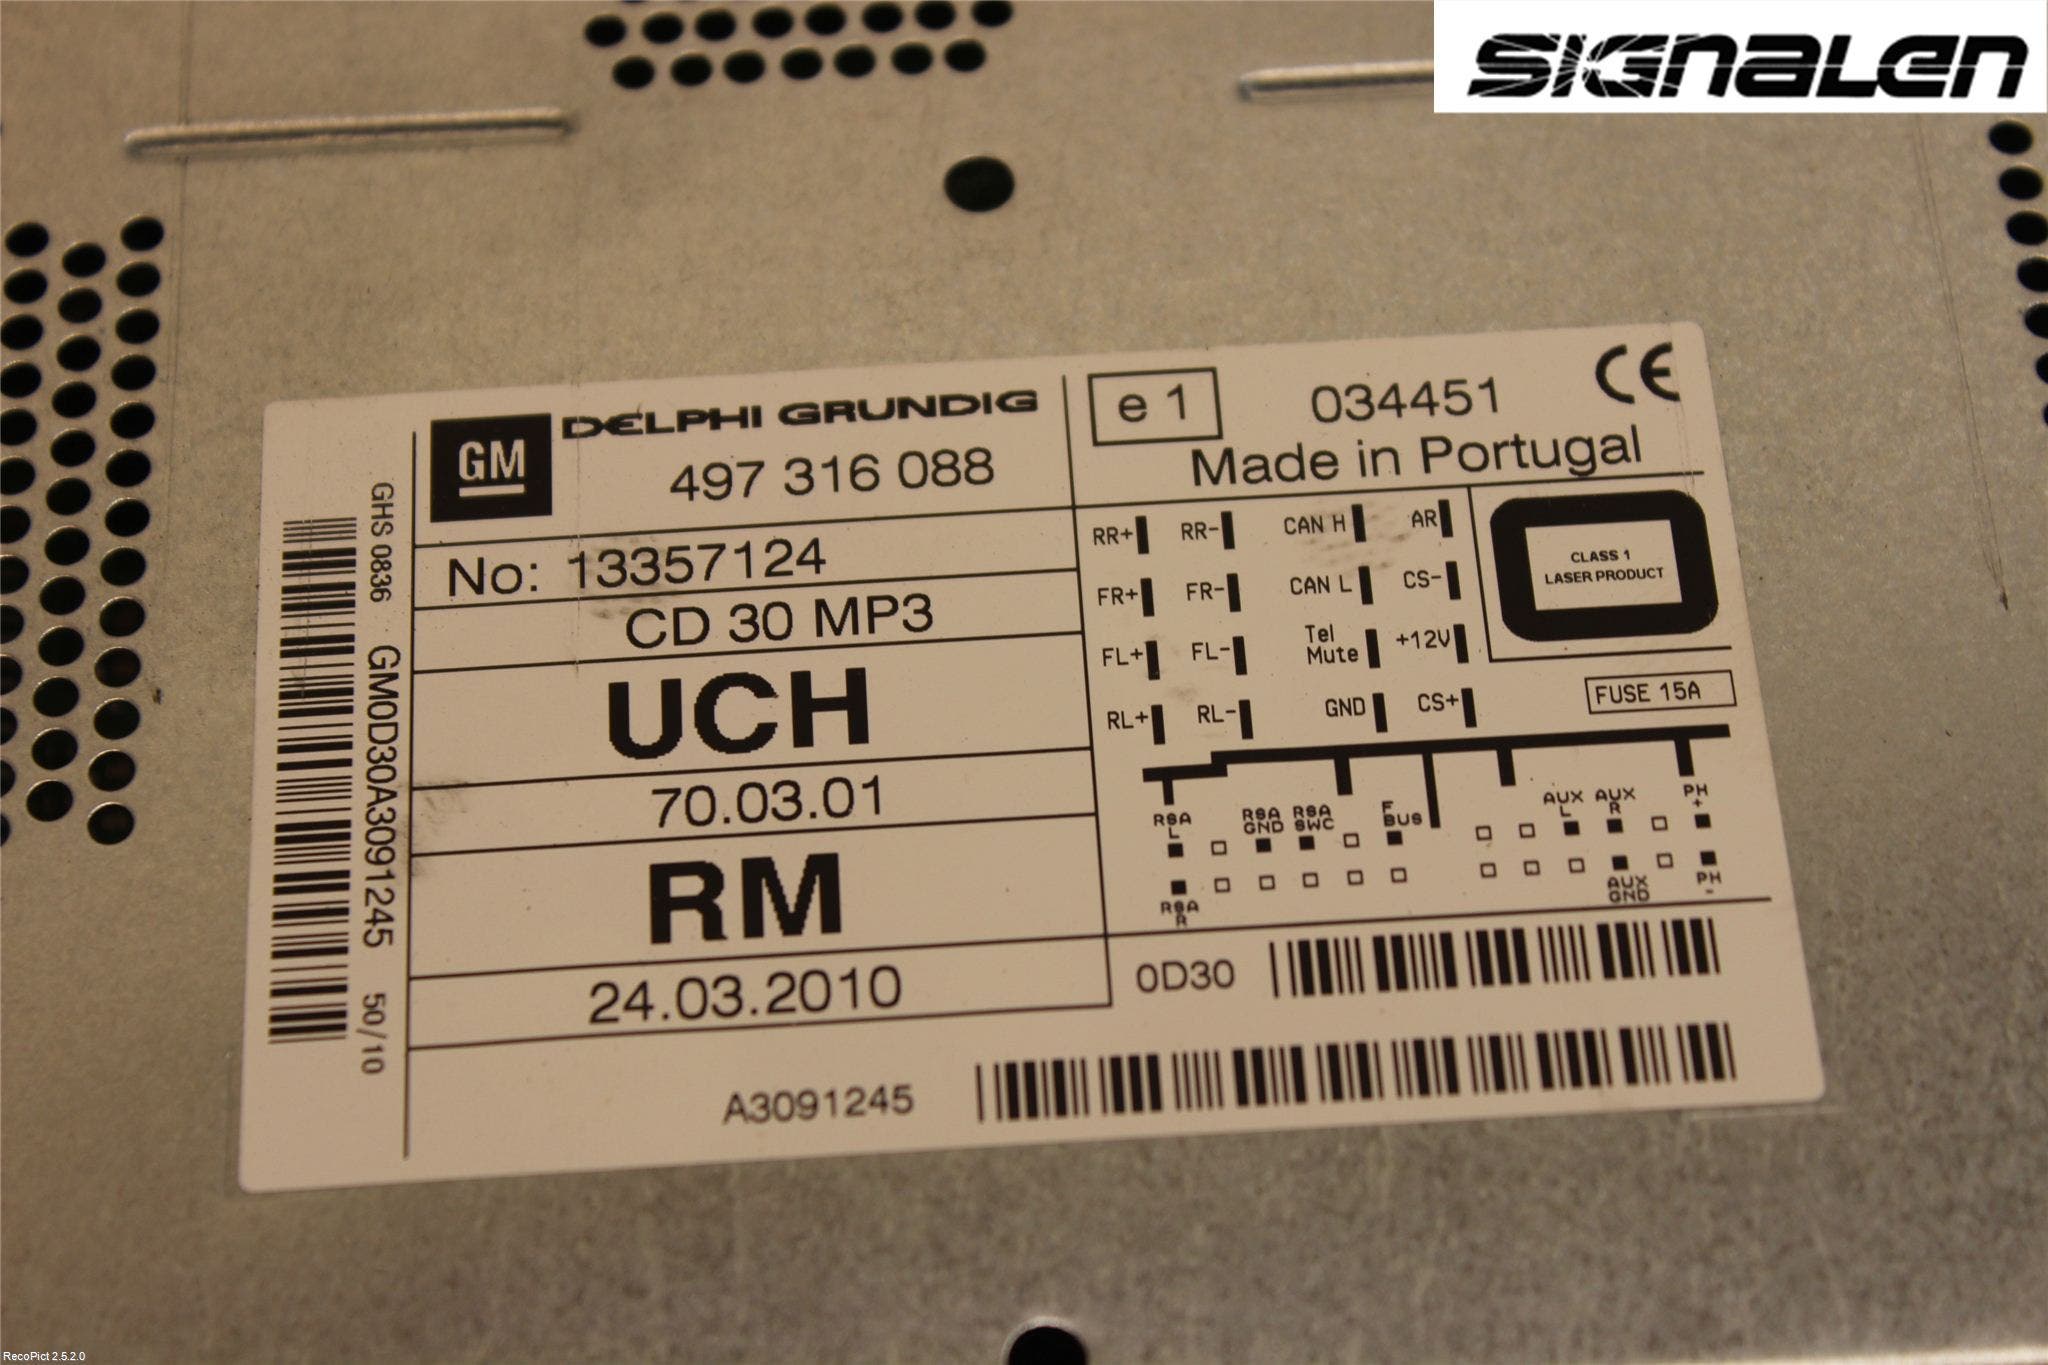 SIGNALEN
GM
DELPHI GRUNDIG
497 316 088
No: 13357124
CD 30 MP3
UCH
70.03.01
RM
24.03.2010
GHS 0836 GM0D30A3091245 50/10
e 1
034451
CE
Made in Portugal
RR+ RR- CAN H AR
FR+ FR- CAN L CS-
FL+ FL- Tel Mute +12V
RL+ RL- GND CS+
CLASS 1
LASER PRODUCT
FUSE 15A
RSA L
RSA GND
RSA SWC
F BUS
AUX L
AUX R
PH +
RSA R
AUX GND
PH -
0D30
A3091245
RecoPict 2.5.2.0